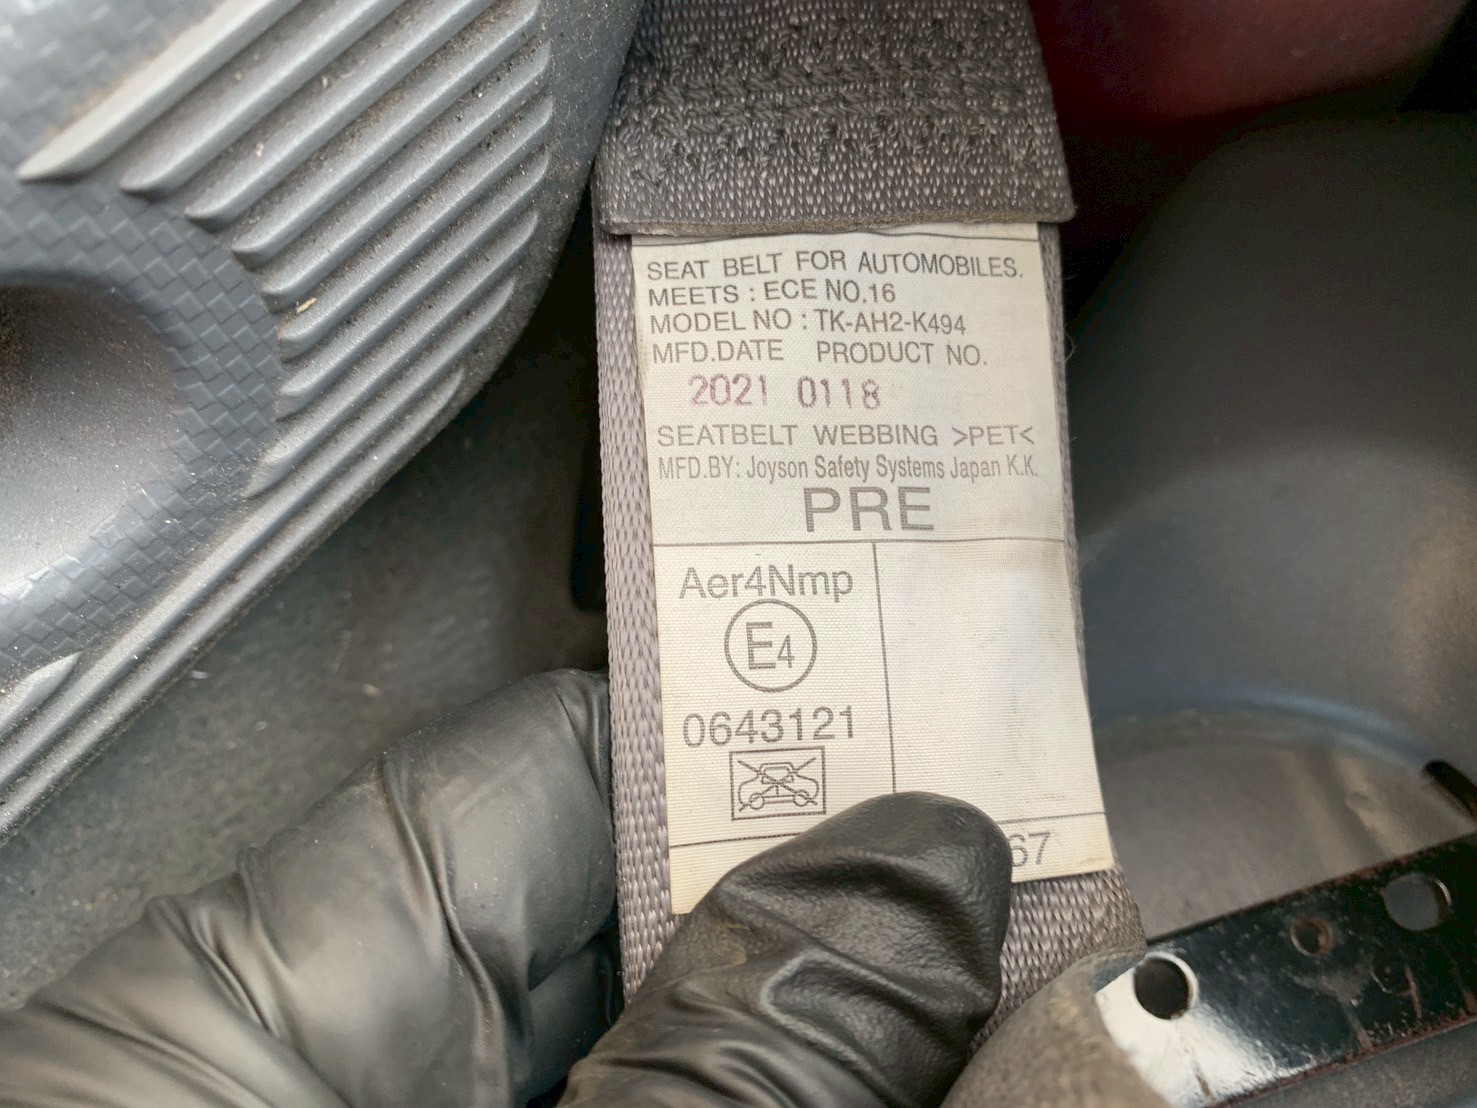 SEAT BELT FOR AUTOMOBILES.
MEETS : ECE NO.16
MODEL NO : TK-AH2-K494
MFD.DATE PRODUCT NO.
2021 0118
SEATBELT WEBBING >PET<
MFD.BY: Joyson Safety Systems Japan K.K.
PRE
Aer4Nmp
E4
0643121
67